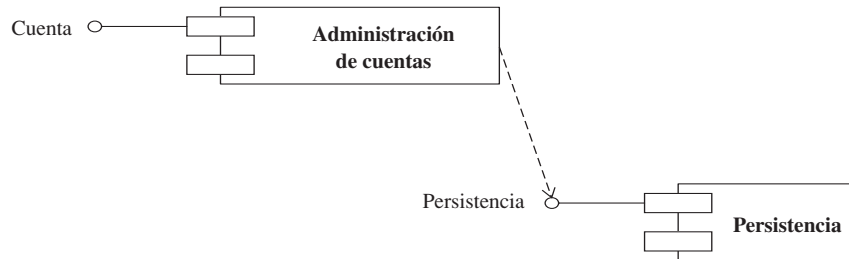 Cuenta
Administración
de cuentas
Persistencia
Persistencia